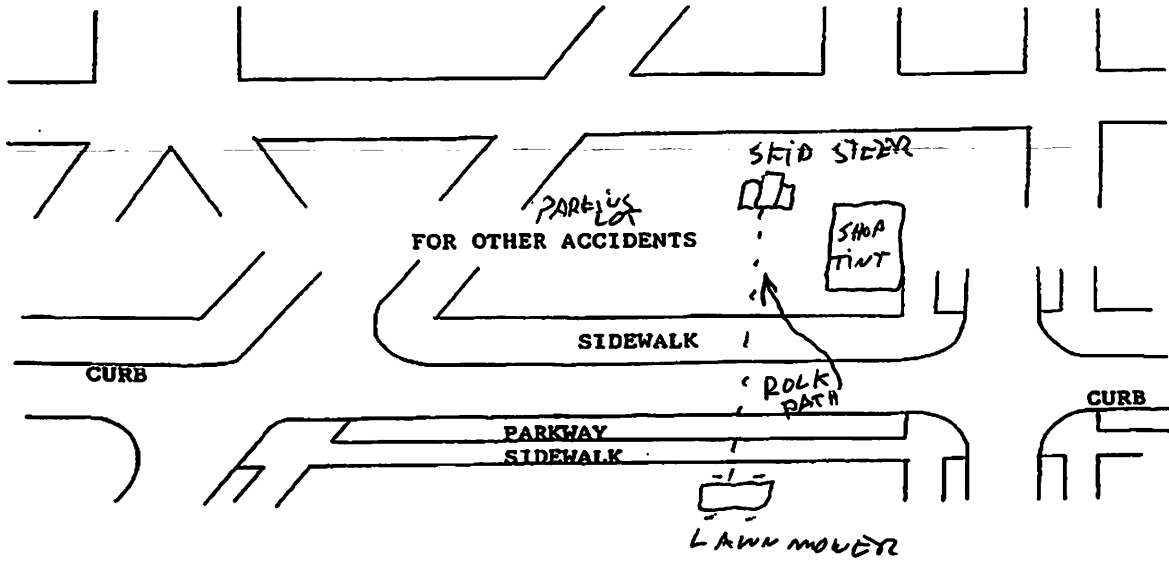 SKID STEER
PARKING
LOT
FOR OTHER ACCIDENTS
SHOP
TINT
SIDEWALK
CURB
ROCK
PATH
CURB
PARKWAY
SIDEWALK
LAWN MOWER